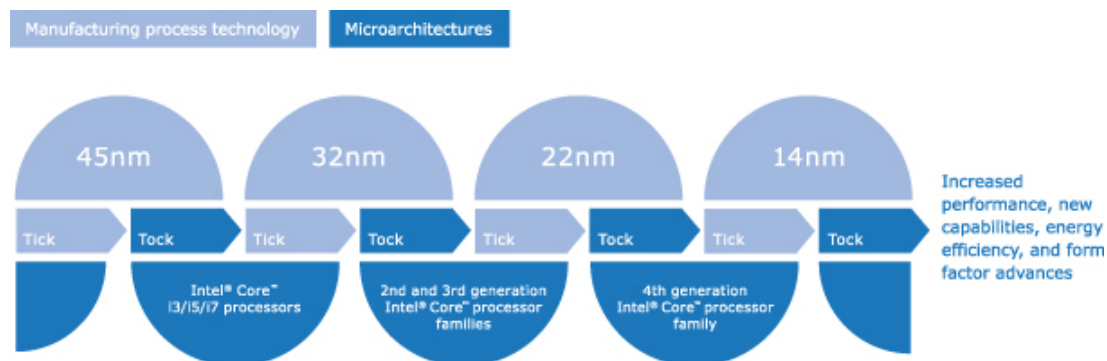 Manufacturing process technology
Microarchitectures
45nm
32nm
22nm
14nm
Tick
Tock
Tick
Tock
Tick
Tock
Tick
Tock
Increased
performance, new
capabilities, energy
efficiency, and form
factor advances
Intel® Core™
i3/i5/i7 processors
2nd and 3rd generation
Intel® Core™ processor
families
4th generation
Intel® Core™ processor
family